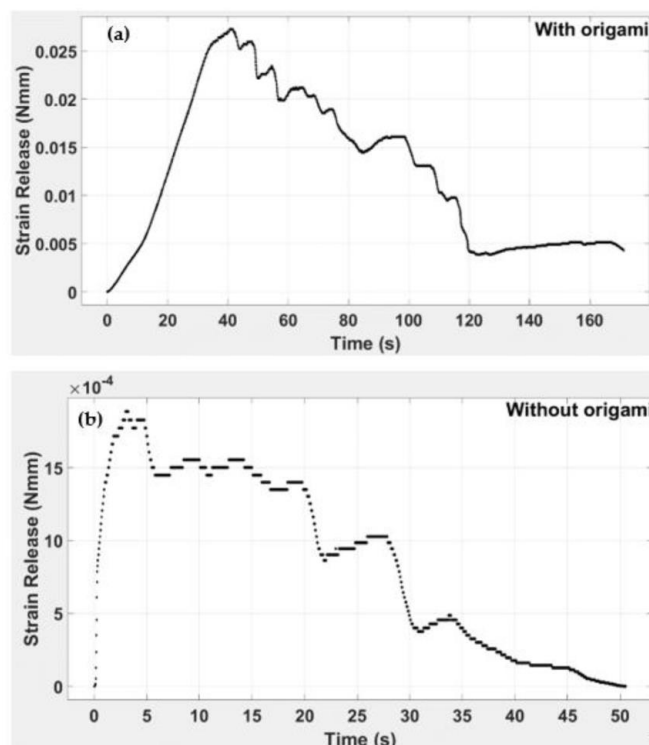 (a)
With origami
Strain Release (Nmm)
0.025
0.02
0.015
0.01
0.005
0
0 20 40 60 80 100 120 140 160
Time (s)
×10-4
(b)
Without origami
Strain Release (Nmm)
15
10
5
0
0 5 10 15 20 25 30 35 40 45 50
Time (s)